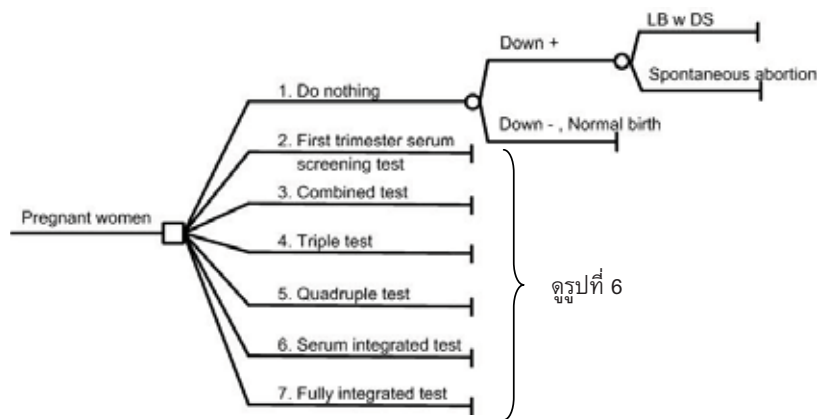 LB w DS
Down +
Spontaneous abortion
1. Do nothing
Down - , Normal birth
2. First trimester serum
screening test
3. Combined test
Pregnant women
4. Triple test
ดูรูปที่ 6
5. Quadruple test
6. Serum integrated test
7. Fully integrated test